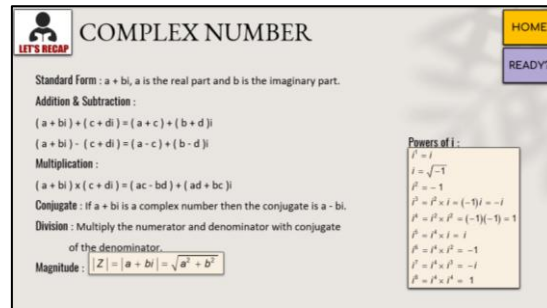 LET'S RECAP
COMPLEX NUMBER
HOME
READY?
Standard Form : a + bi, a is the real part and b is the imaginary part.
Addition & Subtraction :
( a + bi ) + ( c + di ) = ( a + c ) + ( b + d )i
( a + bi ) - ( c + di ) = ( a - c ) + ( b - d )i
Multiplication :
( a + bi ) x ( c + di ) = ( ac - bd ) + ( ad + bc )i
Conjugate : If a + bi is a complex number then the conjugate is a - bi.
Division : Multiply the numerator and denominator with conjugate
of the denominator.
Magnitude : |Z| = |a + bi| = √(a² + b²)
Powers of i :
i¹ = i
i = √-1
i² = -1
i³ = i² × i = (-1)i = -i
i⁴ = i² × i² = (-1)(-1) = 1
i⁵ = i⁴ × i = i
i⁶ = i⁴ × i² = -1
i⁷ = i⁴ × i³ = -i
i⁸ = i⁴ × i⁴ = 1